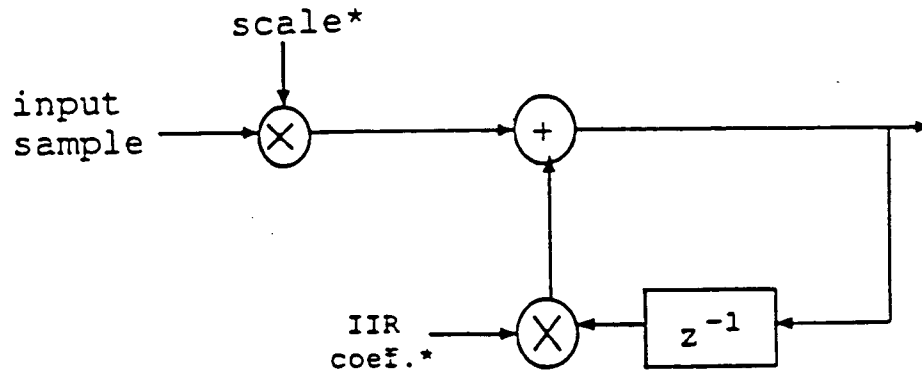 scale*
input
sample
×
+
IIR
coef.*
×
z⁻¹